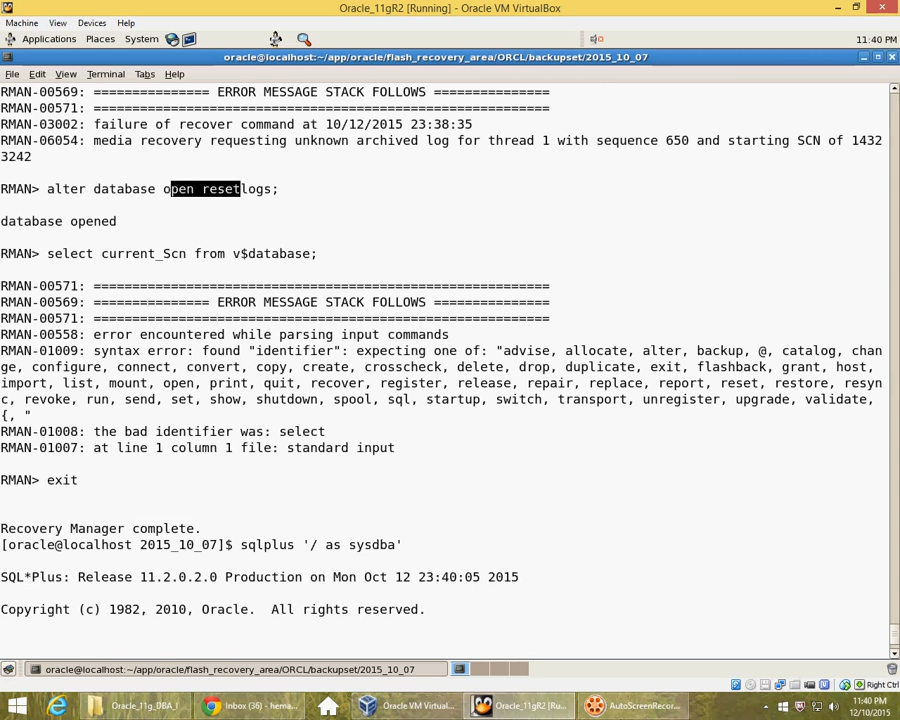 Oracle_11gR2 [Running] - Oracle VM VirtualBox
Machine View Devices Help
Applications Places System 11:40 PM
oracle@localhost:~/app/oracle/flash_recovery_area/ORCL/backupset/2015_10_07
File Edit View Terminal Tabs Help
RMAN-00569: =============== ERROR MESSAGE STACK FOLLOWS ===============
RMAN-00571: ===========================================================
RMAN-03002: failure of recover command at 10/12/2015 23:38:35
RMAN-06054: media recovery requesting unknown archived log for thread 1 with sequence 650 and starting SCN of 1432
3242
RMAN> alter database open resetlogs;
database opened
RMAN> select current_Scn from v$database;
RMAN-00571: ===========================================================
RMAN-00569: =============== ERROR MESSAGE STACK FOLLOWS ===============
RMAN-00571: ===========================================================
RMAN-00558: error encountered while parsing input commands
RMAN-01009: syntax error: found "identifier": expecting one of: "advise, allocate, alter, backup, @, catalog, chan
ge, configure, connect, convert, copy, create, crosscheck, delete, drop, duplicate, exit, flashback, grant, host,
import, list, mount, open, print, quit, recover, register, release, repair, replace, report, reset, restore, resyn
c, revoke, run, send, set, show, shutdown, spool, sql, startup, switch, transport, unregister, upgrade, validate,
{, "
RMAN-01008: the bad identifier was: select
RMAN-01007: at line 1 column 1 file: standard input
RMAN> exit
Recovery Manager complete.
[oracle@localhost 2015_10_07]$ sqlplus '/ as sysdba'
SQL*Plus: Release 11.2.0.2.0 Production on Mon Oct 12 23:40:05 2015
Copyright (c) 1982, 2010, Oracle.  All rights reserved.
oracle@localhost:~/app/oracle/flash_recovery_area/ORCL/backupset/2015_10_07
Right Ctrl
Oracle_11g_DBA_I Inbox (36) - hema... Oracle VM Virtual... Oracle_11gR2 [Ru... AutoScreenRecor... 11:40 PM
12/10/2015